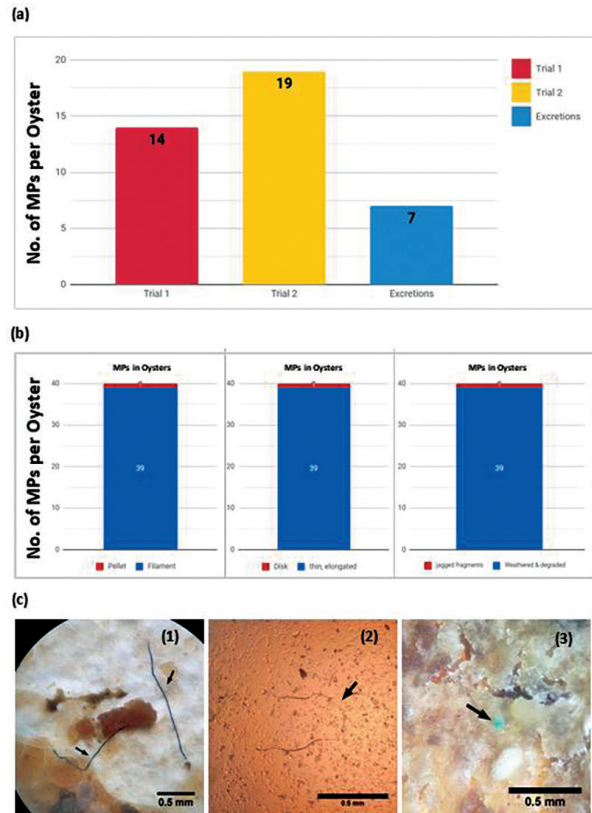 (a)
No. of MPs per Oyster
20
15
10
5
0
14
19
7
Trial 1
Trial 2
Excretions
Trial 1
Trial 2
Excretions
(b)
No. of MPs per Oyster
MPs in Oysters
40
30
20
10
0
39
Pellet
Filament
MPs in Oysters
40
30
20
10
0
39
Disk
thin, elongated
MPs in Oysters
40
30
20
10
0
39
jagged fragments
Weathered & degraded
(c)
(1)
0.5 mm
(2)
0.5 mm
(3)
0.5 mm